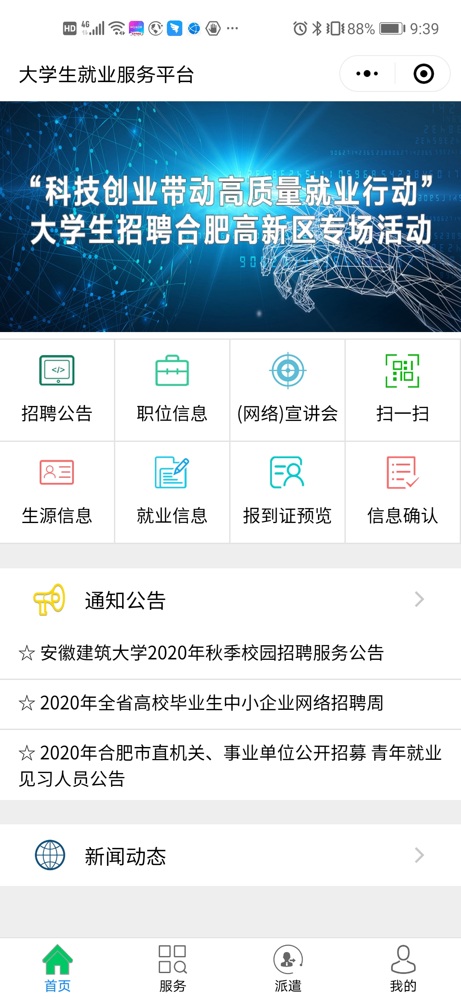 HD 4G HONOR 88% 9:39
大学生就业服务平台
“科技创业带动高质量就业行动”
大学生招聘合肥高新区专场活动
招聘公告 职位信息 (网络)宣讲会 扫一扫
生源信息 就业信息 报到证预览 信息确认
通知公告
☆ 安徽建筑大学2020年秋季校园招聘服务公告
☆ 2020年全省高校毕业生中小企业网络招聘周
☆ 2020年合肥市直机关、事业单位公开招募 青年就业
见习人员公告
新闻动态
首页 服务 派遣 我的